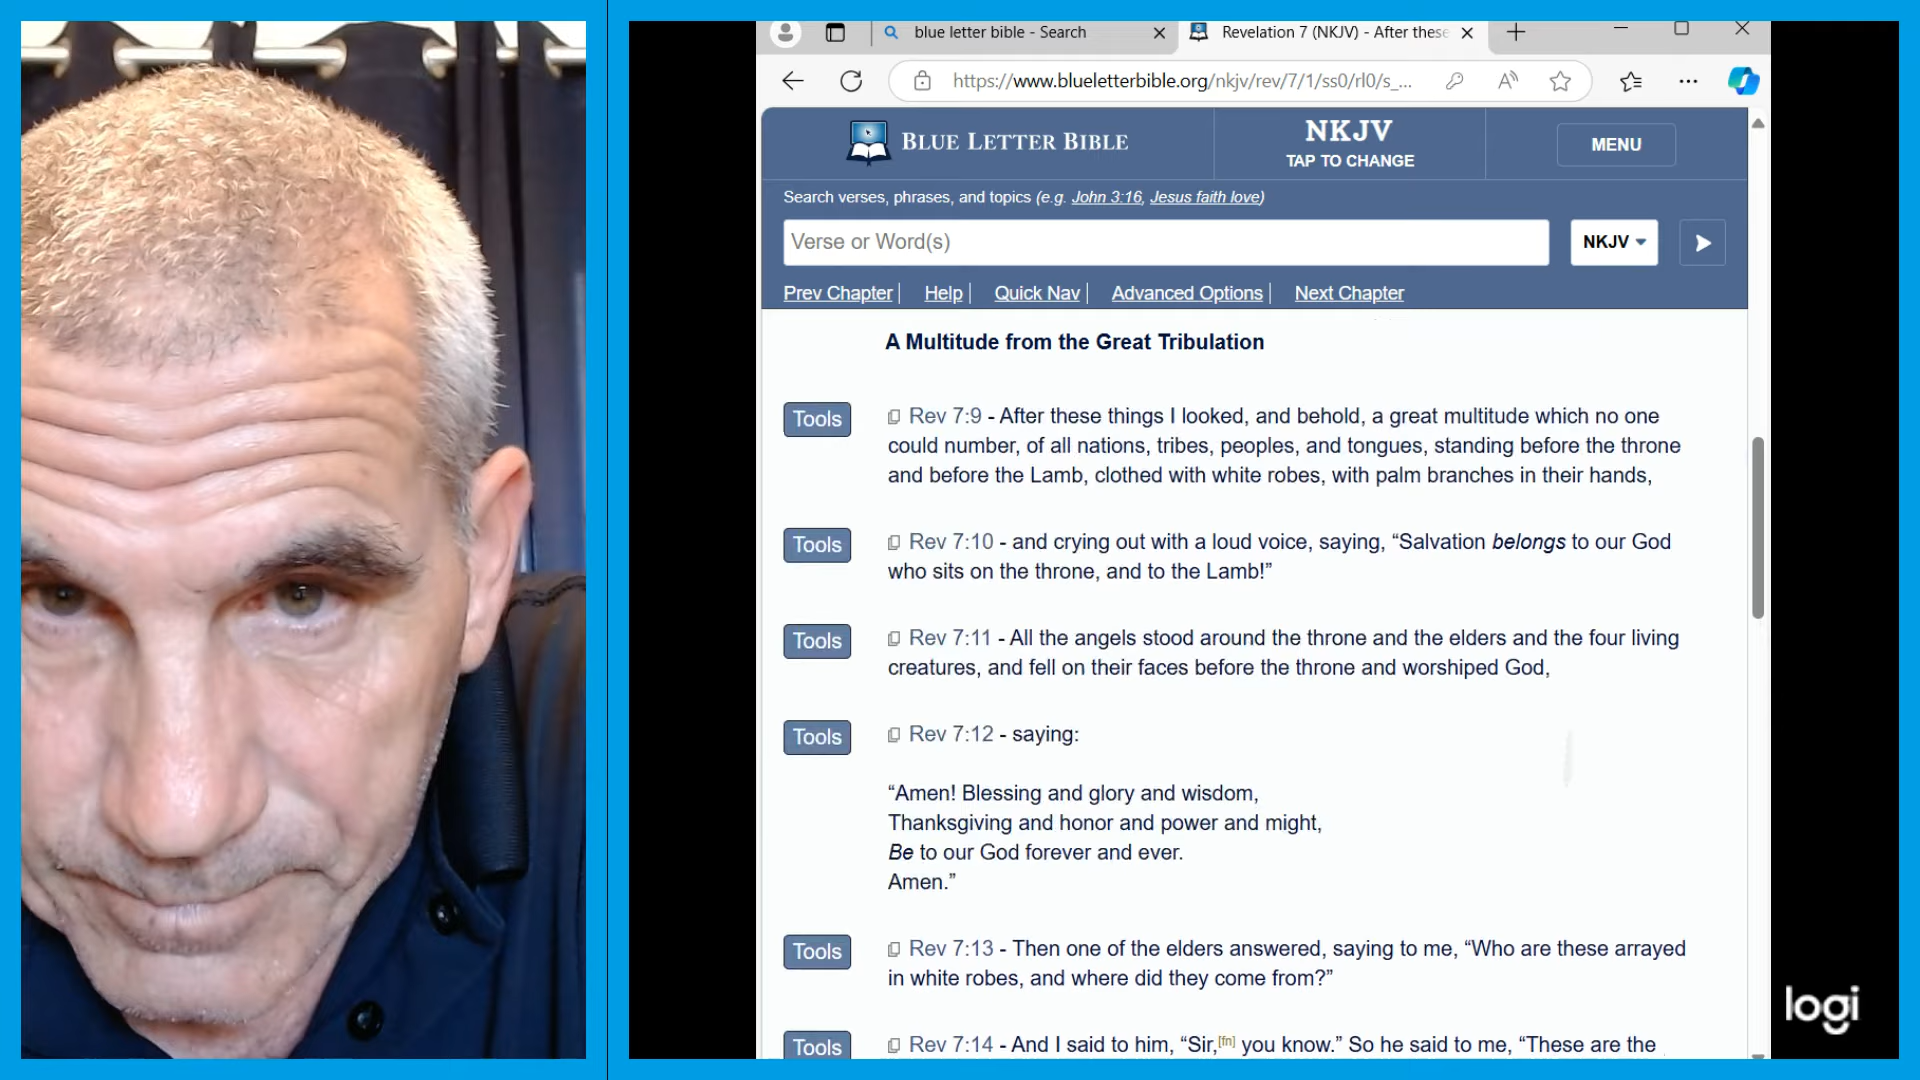 blue letter bible - Search
Revelation 7 (NKJV) - After these
https://www.blueletterbible.org/nkjv/rev/7/1/ss0/rl0/s_...
BLUE LETTER BIBLE
NKJV
TAP TO CHANGE
MENU
Search verses, phrases, and topics (e.g. John 3:16, Jesus faith love)
Verse or Word(s)
NKJV
Prev Chapter | Help | Quick Nav | Advanced Options | Next Chapter
A Multitude from the Great Tribulation
Tools
Rev 7:9 - After these things I looked, and behold, a great multitude which no one
could number, of all nations, tribes, peoples, and tongues, standing before the throne
and before the Lamb, clothed with white robes, with palm branches in their hands,
Tools
Rev 7:10 - and crying out with a loud voice, saying, “Salvation belongs to our God
who sits on the throne, and to the Lamb!”
Tools
Rev 7:11 - All the angels stood around the throne and the elders and the four living
creatures, and fell on their faces before the throne and worshiped God,
Tools
Rev 7:12 - saying:
“Amen! Blessing and glory and wisdom,
Thanksgiving and honor and power and might,
Be to our God forever and ever.
Amen.”
Tools
Rev 7:13 - Then one of the elders answered, saying to me, “Who are these arrayed
in white robes, and where did they come from?”
Tools
Rev 7:14 - And I said to him, “Sir,[fn] you know.” So he said to me, “These are the
logi